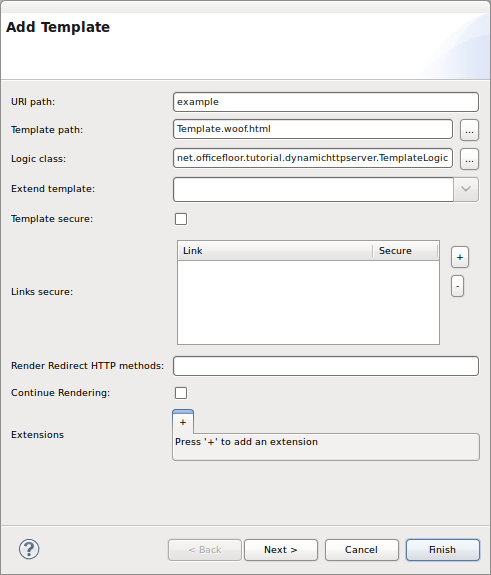 Add Template
URI path: example
Template path: Template.woof.html ...
Logic class: net.officefloor.tutorial.dynamichttpserver.TemplateLogic ...
Extend template:
Template secure:
Link Secure
+
Links secure:
-
Render Redirect HTTP methods:
Continue Rendering:
+
Extensions
Press '+' to add an extension
? < Back Next > Cancel Finish